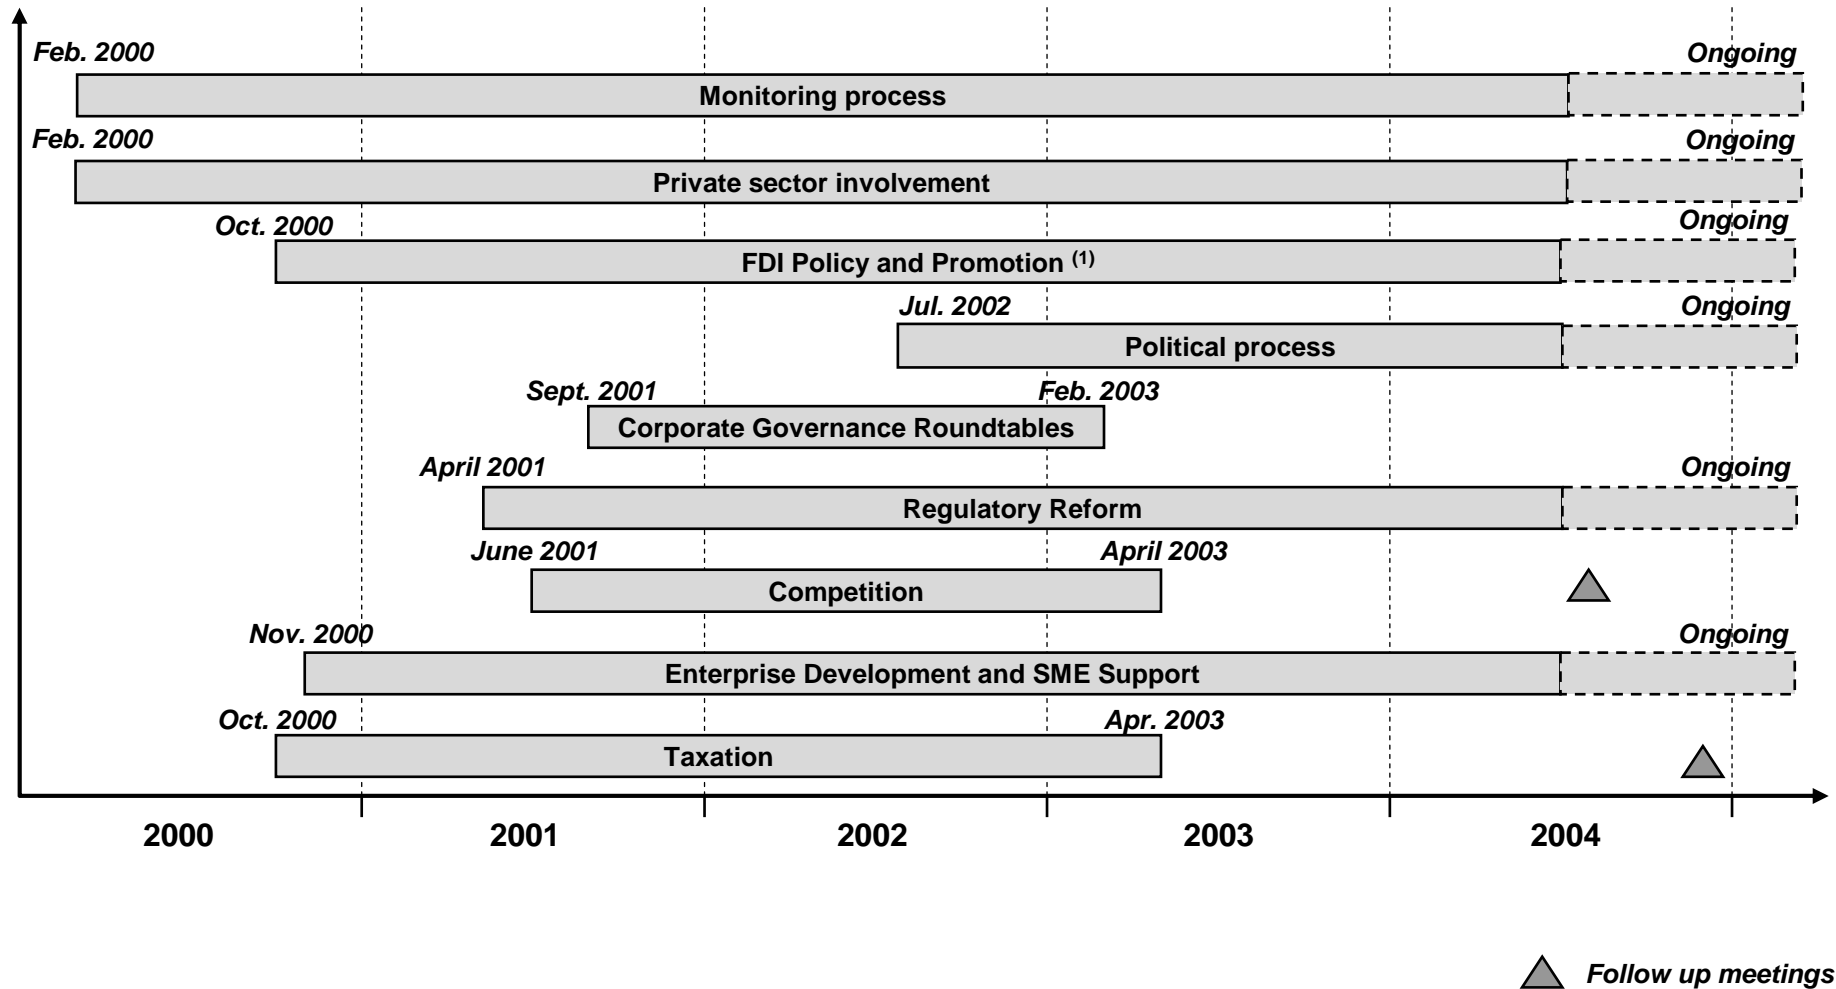 Feb. 2000 Ongoing
Monitoring process
Feb. 2000 Ongoing
Private sector involvement
Oct. 2000 Ongoing
FDI Policy and Promotion (1)
Jul. 2002 Ongoing
Political process
Sept. 2001 Feb. 2003
Corporate Governance Roundtables
April 2001 Ongoing
Regulatory Reform
June 2001 April 2003
Competition
Nov. 2000 Ongoing
Enterprise Development and SME Support
Oct. 2000 Apr. 2003
Taxation
2000 2001 2002 2003 2004
Follow up meetings